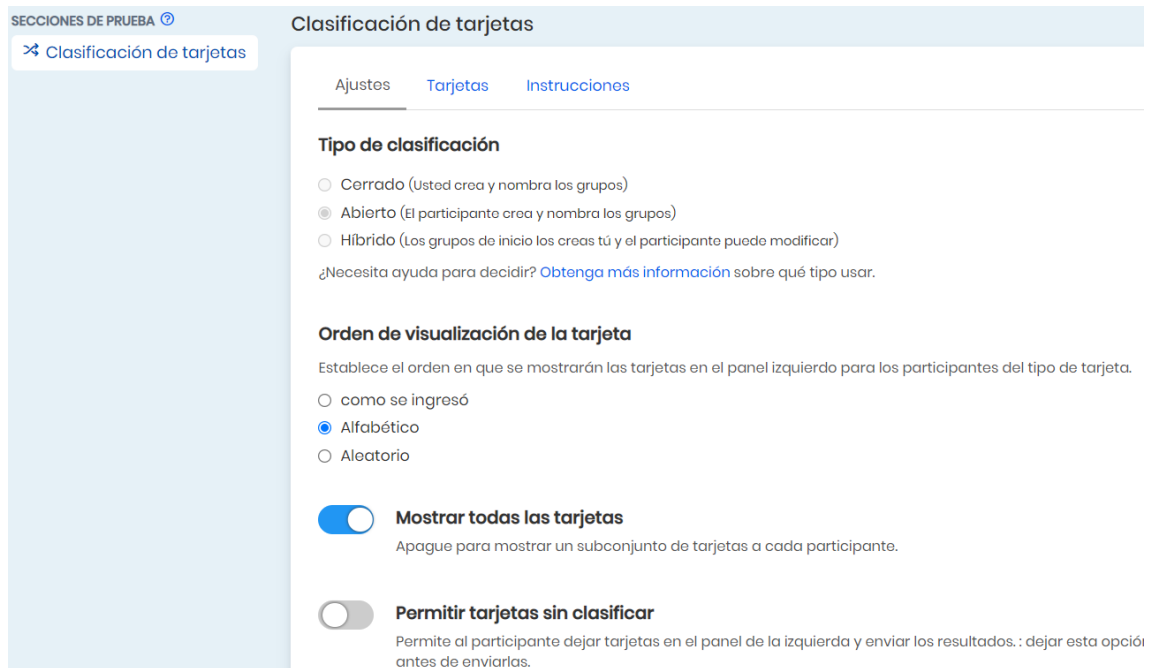 SECCIONES DE PRUEBA
Clasificación de tarjetas
Clasificación de tarjetas
Ajustes Tarjetas Instrucciones
Tipo de clasificación
Cerrado (Usted crea y nombra los grupos)
Abierto (El participante crea y nombra los grupos)
Híbrido (Los grupos de inicio los creas tú y el participante puede modificar)
¿Necesita ayuda para decidir? Obtenga más información sobre qué tipo usar.
Orden de visualización de la tarjeta
Establece el orden en que se mostrarán las tarjetas en el panel izquierdo para los participantes del tipo de tarjeta.
como se ingresó
Alfabético
Aleatorio
Mostrar todas las tarjetas
Apague para mostrar un subconjunto de tarjetas a cada participante.
Permitir tarjetas sin clasificar
Permite al participante dejar tarjetas en el panel de la izquierda y enviar los resultados. : dejar esta opción
antes de enviarlas.